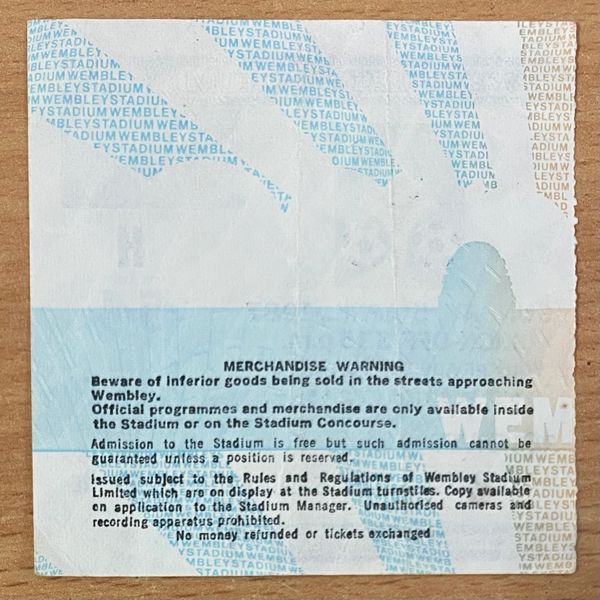 MERCHANDISE WARNING
Beware of inferior goods being sold in the streets approaching
Wembley.
Official programmes and merchandise are only available inside
the Stadium or on the Stadium Concourse.
Admission to the Stadium is free but such admission cannot be
guaranteed unless a position is reserved.
Issued subject to the Rules and Regulations of Wembley Stadium
Limited which are on display at the Stadium turnstiles. Copy available
on application to the Stadium Manager. Unauthorised cameras and
recording apparatus prohibited.
No money refunded or tickets exchanged
WEM